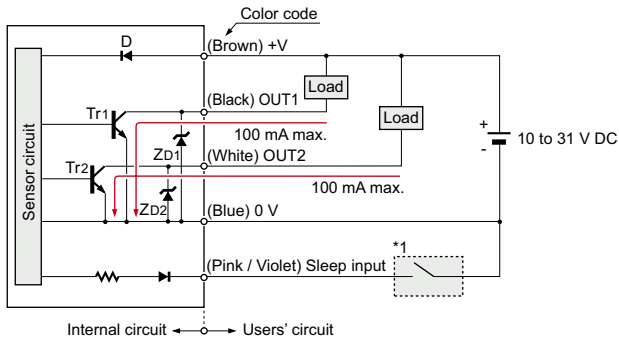 Color code
D
(Brown) +V
Load
(Black) OUT1
Load
Tr1
100 mA max.
+
-
10 to 31 V DC
Sensor circuit
ZD1
(White) OUT2
Tr2
100 mA max.
ZD2
(Blue) 0 V
*1
(Pink / Violet) Sleep input
Internal circuit
Users' circuit